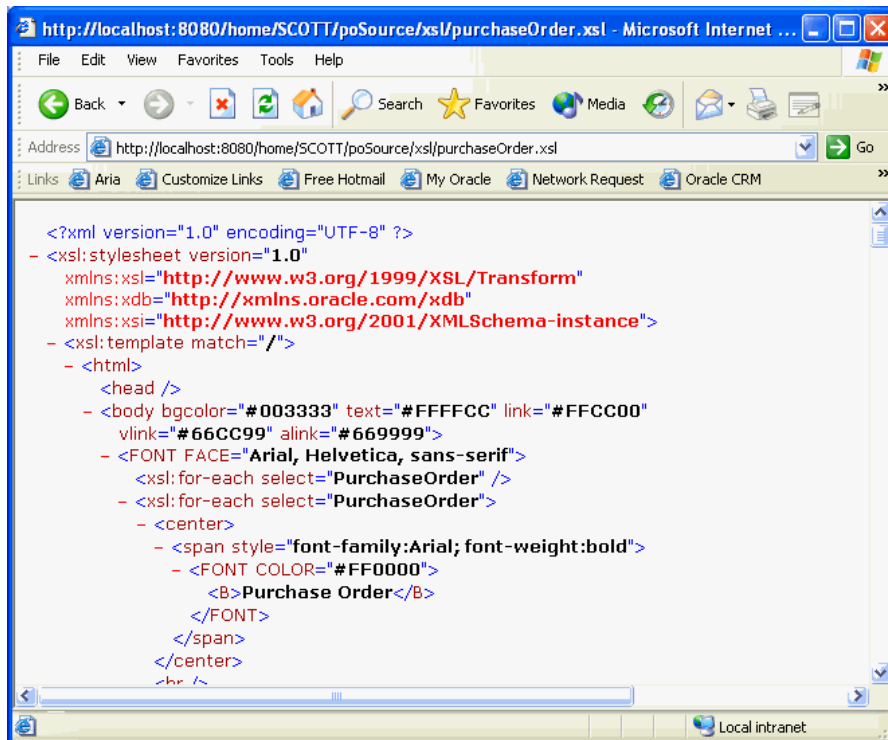 http://localhost:8080/home/SCOTT/poSource/xsl/purchaseOrder.xsl - Microsoft Internet ...
File Edit View Favorites Tools Help
Back Search Favorites Media »
Address http://localhost:8080/home/SCOTT/poSource/xsl/purchaseOrder.xsl Go
Links Aria Customize Links Free Hotmail My Oracle Network Request Oracle CRM »
<?xml version="1.0" encoding="UTF-8" ?>
- <xsl:stylesheet version="1.0"
xmlns:xsl="http://www.w3.org/1999/XSL/Transform"
xmlns:xdb="http://xmlns.oracle.com/xdb"
xmlns:xsi="http://www.w3.org/2001/XMLSchema-instance">
- <xsl:template match="/">
- <html>
<head />
- <body bgcolor="#003333" text="#FFFFCC" link="#FFCC00"
vlink="#66CC99" alink="#669999">
- <FONT FACE="Arial, Helvetica, sans-serif">
<xsl:for-each select="PurchaseOrder" />
- <xsl:for-each select="PurchaseOrder">
- <center>
- <span style="font-family:Arial; font-weight:bold">
- <FONT COLOR="#FF0000">
<B>Purchase Order</B>
</FONT>
</span>
</center>
<hr />
Local intranet